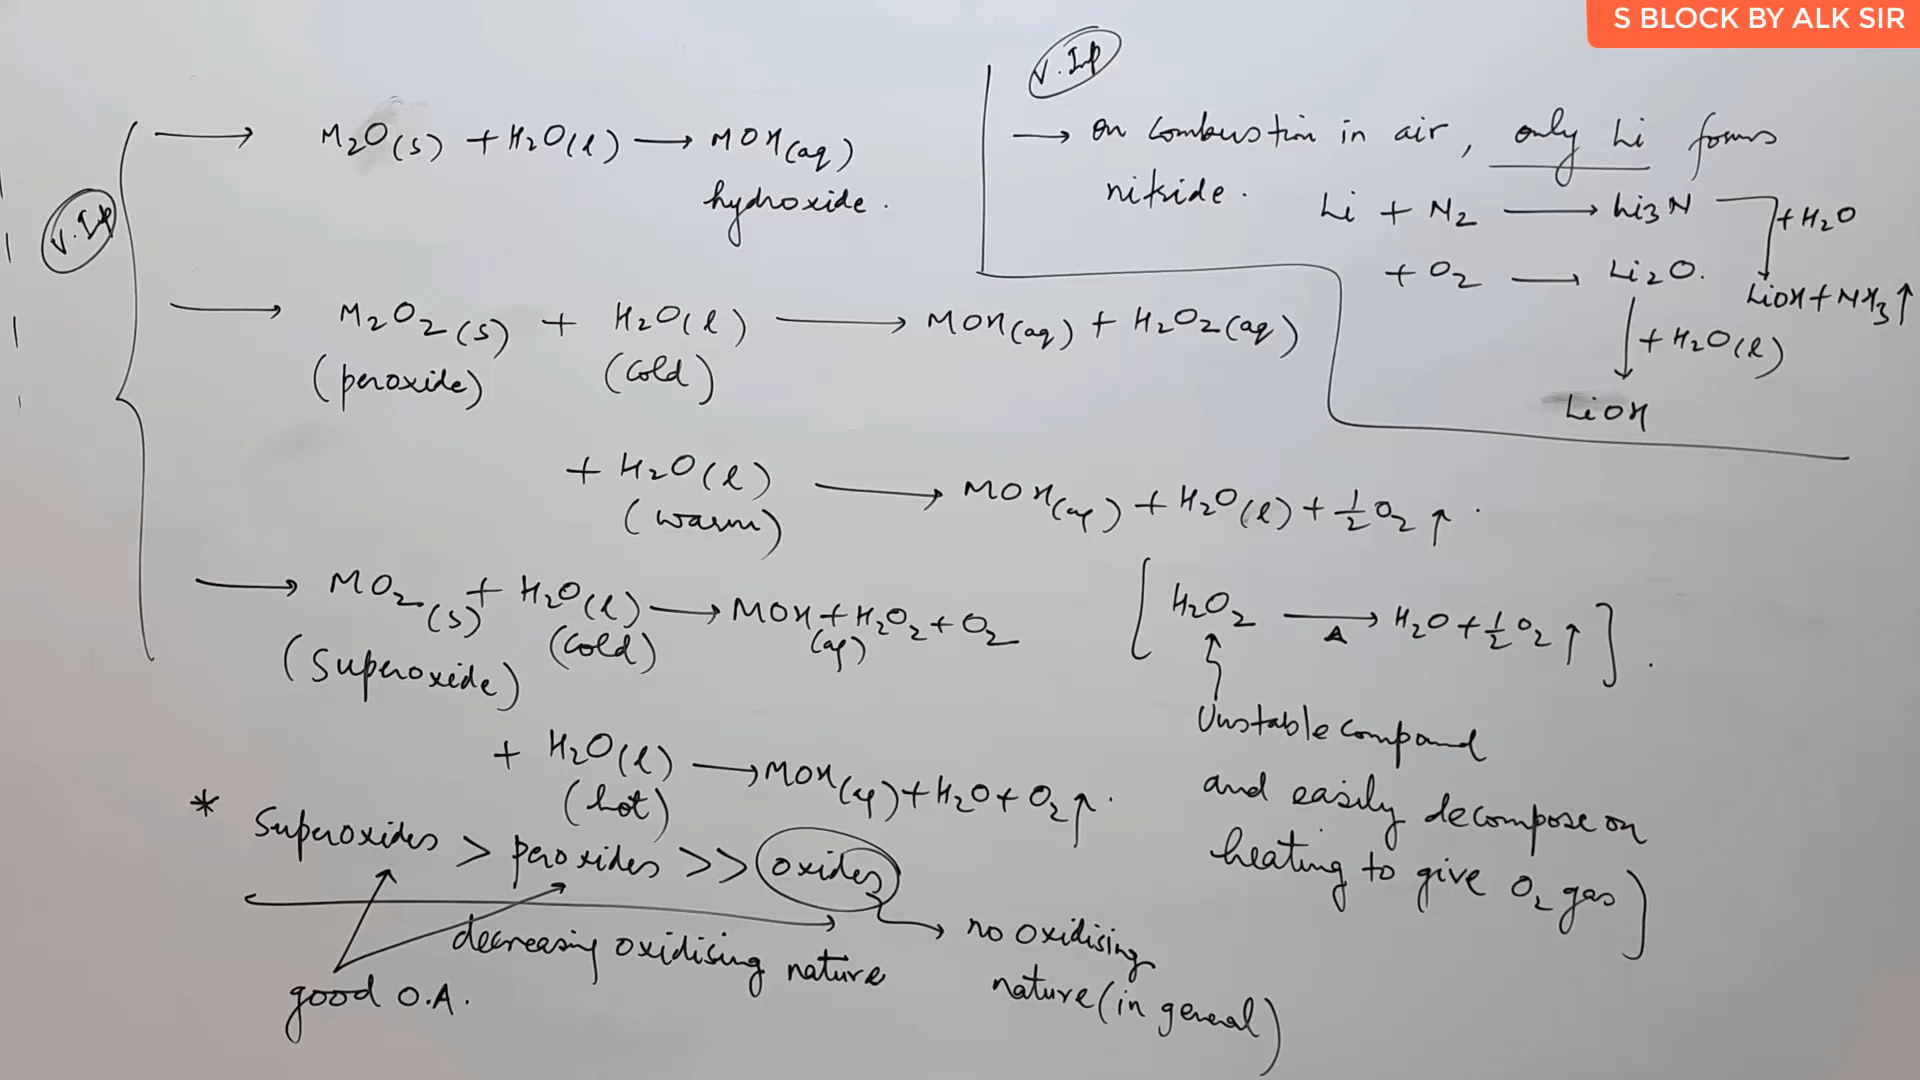 S BLOCK BY ALK SIR
V. Imp
→ M₂O(s) + H₂O(l) → MOH(aq)
hydroxide.
V. Imp
→ M₂O₂(s) + H₂O(l) → MOH(aq) + H₂O₂(aq)
(peroxide) (cold)
+ H₂O(l) → MOH(aq) + H₂O(l) + ½O₂↑.
(warm)
→ MO₂(s) + H₂O(l) → MOH(aq) + H₂O₂ + O₂
(Superoxide) (cold)
+ H₂O(l) → MOH(aq) + H₂O + O₂↑.
(hot)
* Superoxides > peroxides >> oxides
decreasing oxidising nature
good O.A.
no oxidising
nature (in general)
→ on combustion in air, only Li forms
nitride.
Li + N₂ → Li₃N
+ H₂O
LiOH + NH₃↑
+ O₂ → Li₂O.
+ H₂O(l)
LiOH
[H₂O₂ →Δ H₂O + ½O₂↑].
Unstable compound
and easily decompose on
heating to give O₂ gas)